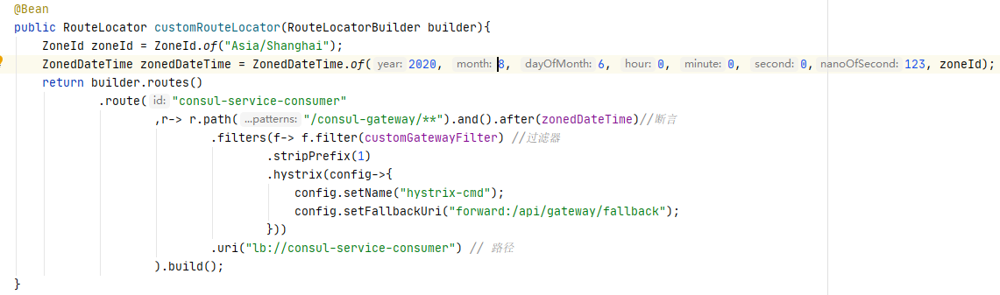 @Bean
public RouteLocator customRouteLocator(RouteLocatorBuilder builder){
ZoneId zoneId = ZoneId.of("Asia/Shanghai");
ZonedDateTime zonedDateTime = ZonedDateTime.of( year: 2020, month: 8, dayOfMonth: 6, hour: 0, minute: 0, second: 0, nanoOfSecond: 123, zoneId);
return builder.routes()
.route( id: "consul-service-consumer"
,r-> r.path( ...patterns: "/consul-gateway/**").and().after(zonedDateTime)//断言
.filters(f-> f.filter(customGatewayFilter) //过滤器
.stripPrefix(1)
.hystrix(config->{
config.setName("hystrix-cmd");
config.setFallbackUri("forward:/api/gateway/fallback");
}))
.uri("lb://consul-service-consumer") // 路径
).build();
}